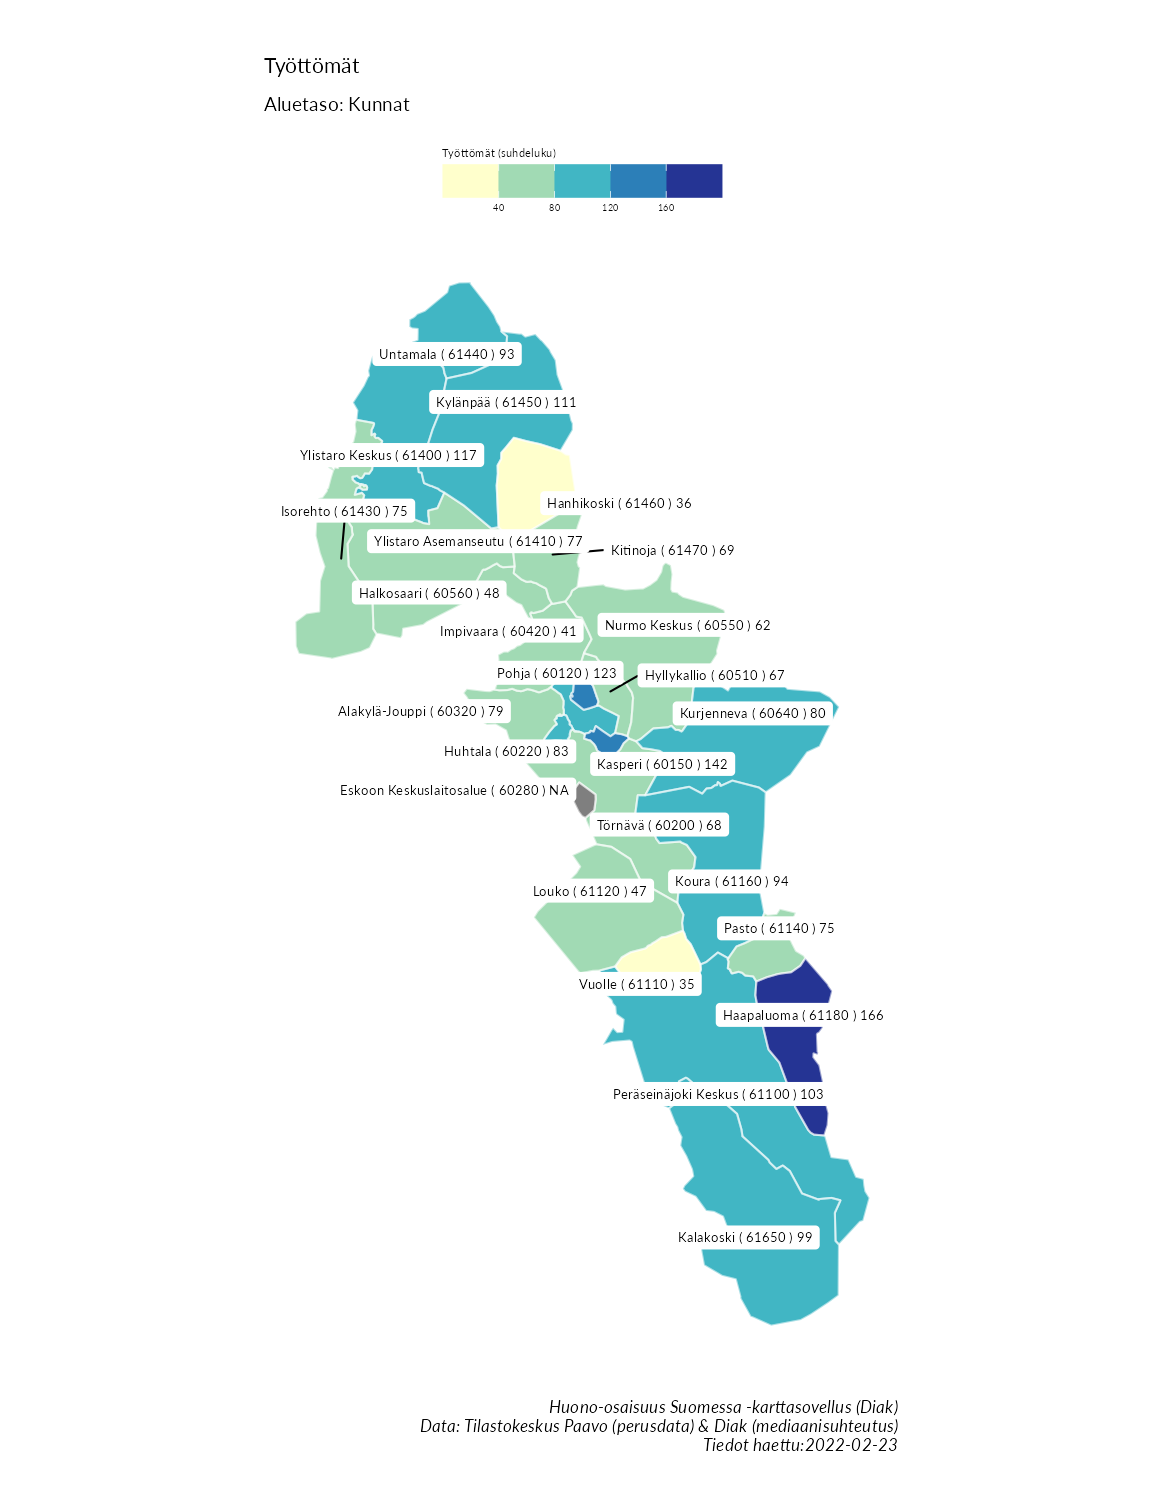 Työttömät
Aluetaso: Kunnat
Työttömät (suhdeluku)
40 80 120 160
Untamala ( 61440 ) 93
Kylänpää ( 61450 ) 111
Ylistaro Keskus ( 61400 ) 117
Hanhikoski ( 61460 ) 36
Isorehto ( 61430 ) 75
Ylistaro Asemanseutu ( 61410 ) 77
Kitinoja ( 61470 ) 69
Halkosaari ( 60560 ) 48
Nurmo Keskus ( 60550 ) 62
Impivaara ( 60420 ) 41
Pohja ( 60120 ) 123
Hyllykallio ( 60510 ) 67
Alakylä-Jouppi ( 60320 ) 79
Kurjenneva ( 60640 ) 80
Huhtala ( 60220 ) 83
Kasperi ( 60150 ) 142
Eskoon Keskuslaitosalue ( 60280 ) NA
Törnävä ( 60200 ) 68
Koura ( 61160 ) 94
Louko ( 61120 ) 47
Pasto ( 61140 ) 75
Vuolle ( 61110 ) 35
Haapaluoma ( 61180 ) 166
Peräseinäjoki Keskus ( 61100 ) 103
Kalakoski ( 61650 ) 99
Huono-osaisuus Suomessa -karttasovellus (Diak)
Data: Tilastokeskus Paavo (perusdata) & Diak (mediaanisuhteutus)
Tiedot haettu:2022-02-23